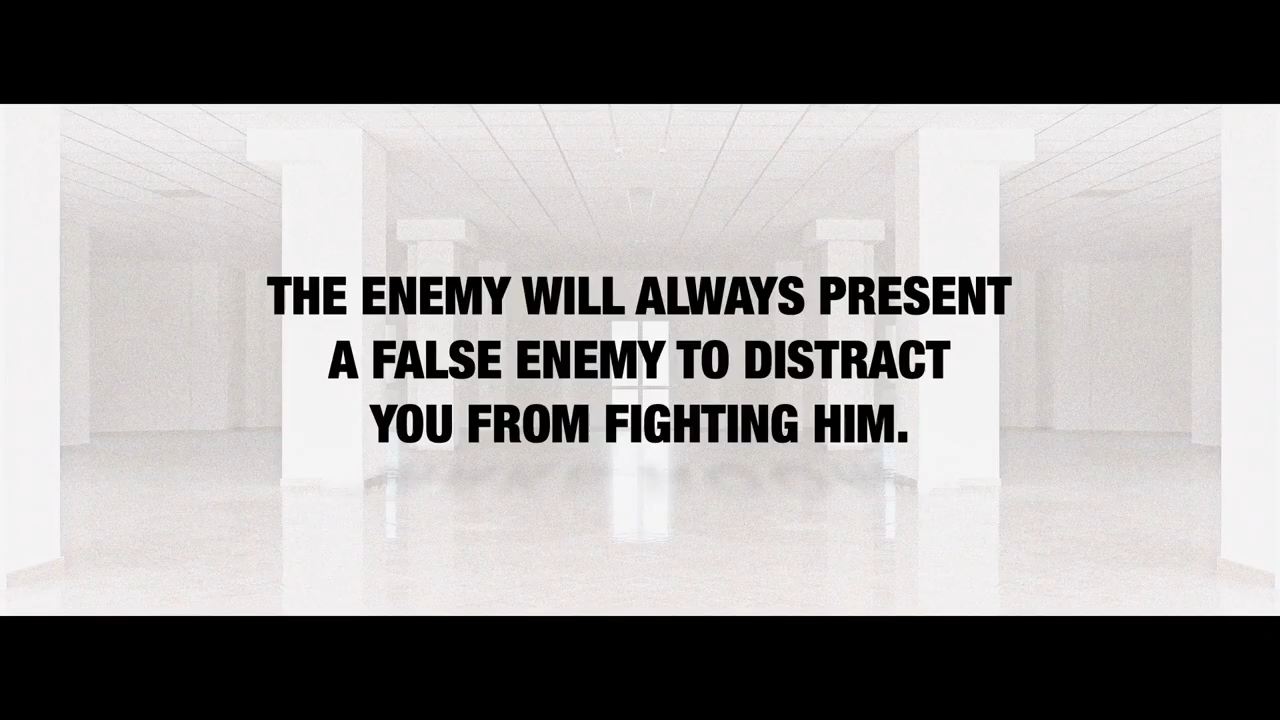 THE ENEMY WILL ALWAYS PRESENT
A FALSE ENEMY TO DISTRACT
YOU FROM FIGHTING HIM.